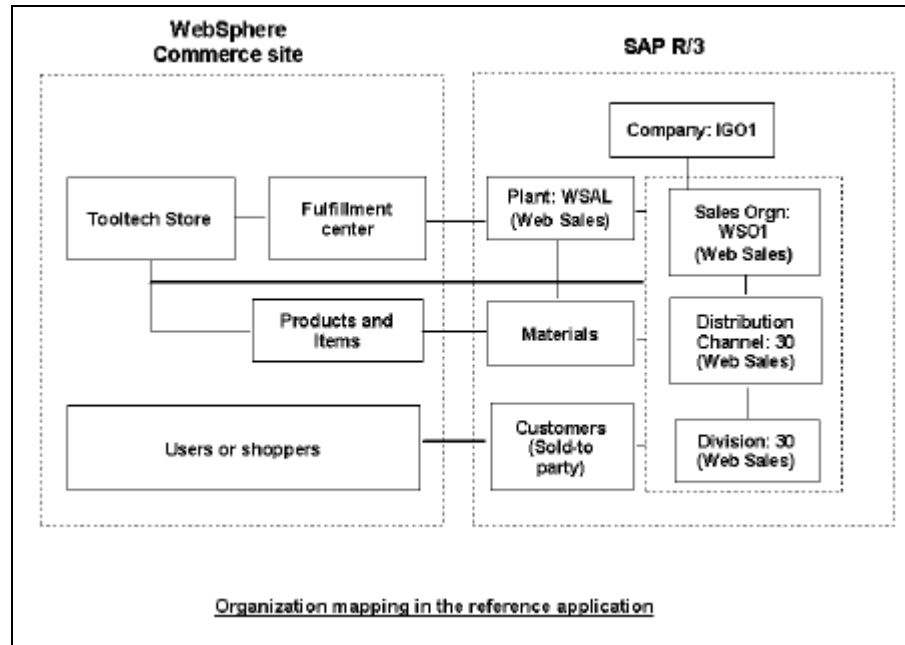 WebSphere
Commerce site
SAP R/3
Company: IGO1
Tooltech Store
Fulfillment
center
Plant: WSAL
(Web Sales)
Sales Orgn:
WSO1
(Web Sales)
Products and
Items
Materials
Distribution
Channel: 30
(Web Sales)
Users or shoppers
Customers
(Sold-to
party)
Division: 30
(Web Sales)
Organization mapping in the reference application